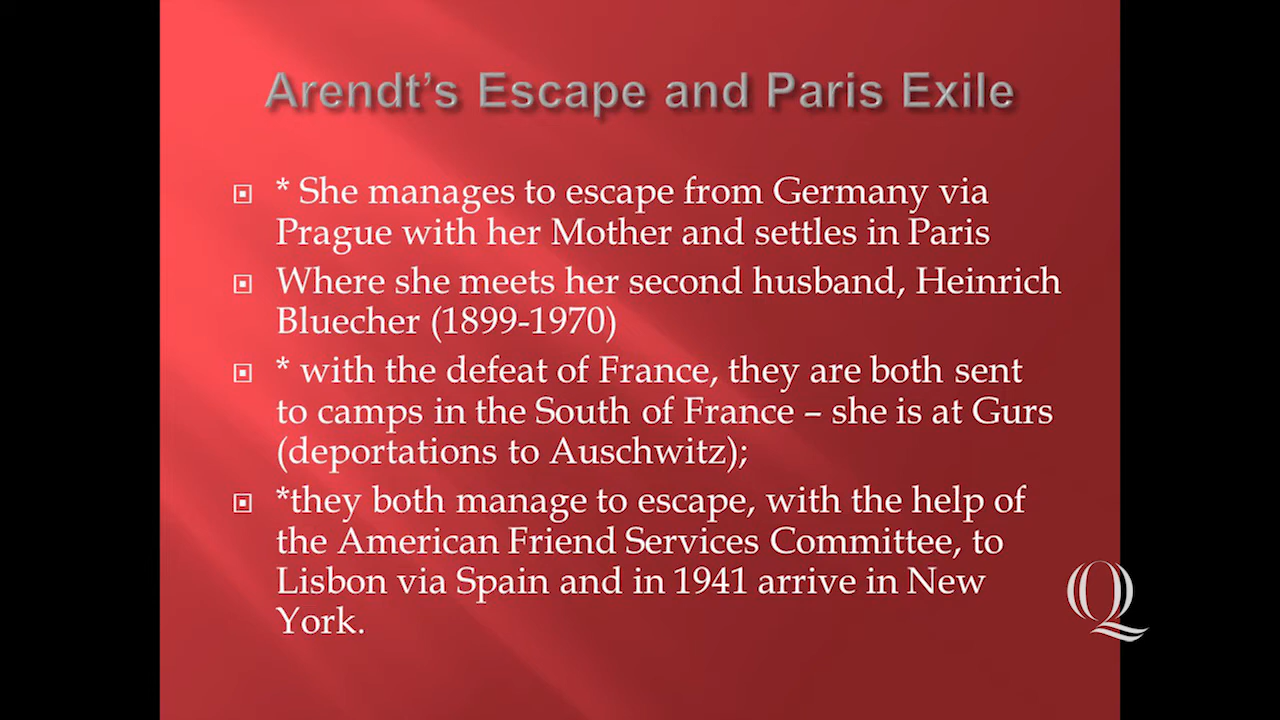 Arendt’s Escape and Paris Exile
* She manages to escape from Germany via
Prague with her Mother and settles in Paris
Where she meets her second husband, Heinrich
Bluecher (1899-1970)
* with the defeat of France, they are both sent
to camps in the South of France – she is at Gurs
(deportations to Auschwitz);
*they both manage to escape, with the help of
the American Friend Services Committee, to
Lisbon via Spain and in 1941 arrive in New
York.
Q